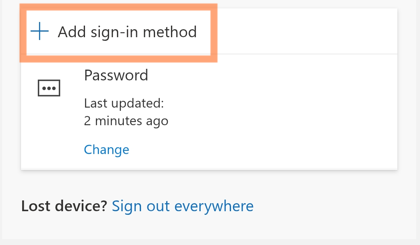 Add sign-in method
Password
Last updated:
2 minutes ago
Change
Lost device? Sign out everywhere